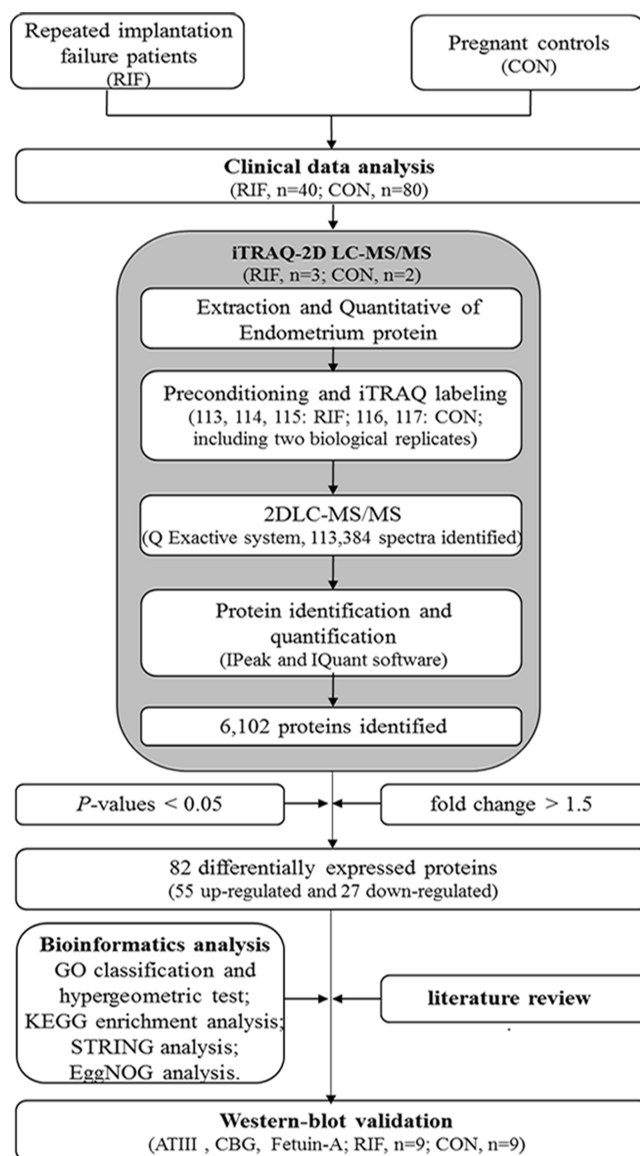 Repeated implantation
failure patients
(RIF)
Pregnant controls
(CON)
Clinical data analysis
(RIF, n=40; CON, n=80)
iTRAQ-2D LC-MS/MS
(RIF, n=3; CON, n=2)
Extraction and Quantitative of
Endometrium protein
Preconditioning and iTRAQ labeling
(113, 114, 115: RIF; 116, 117: CON;
including two biological replicates)
2DLC-MS/MS
(Q Exactive system, 113,384 spectra identified)
Protein identification and
quantification
(IPeak and IQuant software)
6,102 proteins identified
P-values < 0.05
fold change > 1.5
82 differentially expressed proteins
(55 up-regulated and 27 down-regulated)
Bioinformatics analysis
GO classification and
hypergeometric test;
KEGG enrichment analysis;
STRING analysis;
EggNOG analysis.
literature review
Western-blot validation
(ATIII , CBG, Fetuin-A; RIF, n=9; CON, n=9)